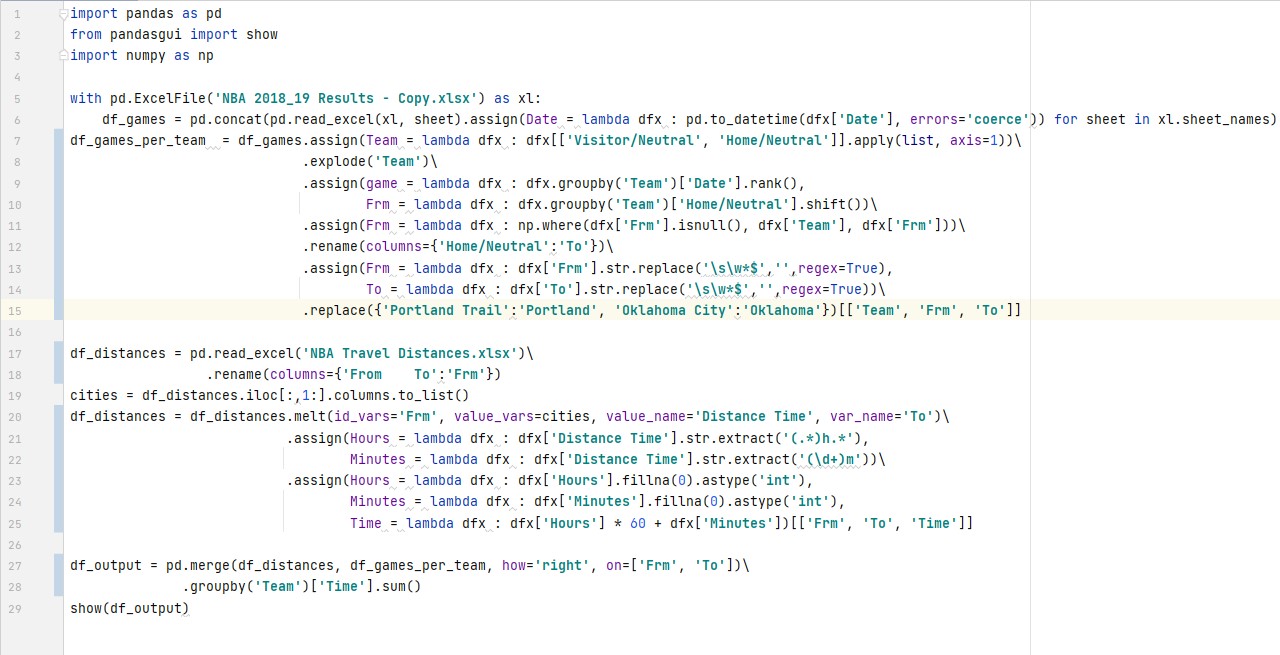 1 import pandas as pd
2 from pandasgui import show
3 import numpy as np
4
5 with pd.ExcelFile('NBA 2018_19 Results - Copy.xlsx') as xl:
6     df_games = pd.concat(pd.read_excel(xl, sheet).assign(Date = lambda dfx : pd.to_datetime(dfx['Date'], errors='coerce')) for sheet in xl.sheet_names)
7 df_games_per_team  = df_games.assign(Team = lambda dfx : dfx[['Visitor/Neutral', 'Home/Neutral']].apply(list, axis=1))\
8                              .explode('Team')\
9                              .assign(game = lambda dfx : dfx.groupby('Team')['Date'].rank(),
10                                     Frm = lambda dfx : dfx.groupby('Team')['Home/Neutral'].shift())\
11                             .assign(Frm = lambda dfx : np.where(dfx['Frm'].isnull(), dfx['Team'], dfx['Frm']))\
12                             .rename(columns={'Home/Neutral':'To'})\
13                             .assign(Frm = lambda dfx : dfx['Frm'].str.replace('\s\w*$','',regex=True),
14                                     To = lambda dfx : dfx['To'].str.replace('\s\w*$','',regex=True))\
15                             .replace({'Portland Trail':'Portland', 'Oklahoma City':'Oklahoma'})[['Team', 'Frm', 'To']]
16
17 df_distances = pd.read_excel('NBA Travel Distances.xlsx')\
18                  .rename(columns={'From    To':'Frm'})
19 cities = df_distances.iloc[:,1:].columns.to_list()
20 df_distances = df_distances.melt(id_vars='Frm', value_vars=cities, value_name='Distance Time', var_name='To')\
21                            .assign(Hours = lambda dfx : dfx['Distance Time'].str.extract('(.*)h.*'),
22                                    Minutes = lambda dfx : dfx['Distance Time'].str.extract('(\d+)m'))\
23                            .assign(Hours = lambda dfx : dfx['Hours'].fillna(0).astype('int'),
24                                    Minutes = lambda dfx : dfx['Minutes'].fillna(0).astype('int'),
25                                    Time = lambda dfx : dfx['Hours'] * 60 + dfx['Minutes'])[['Frm', 'To', 'Time']]
26
27 df_output = pd.merge(df_distances, df_games_per_team, how='right', on=['Frm', 'To'])\
28               .groupby('Team')['Time'].sum()
29 show(df_output)